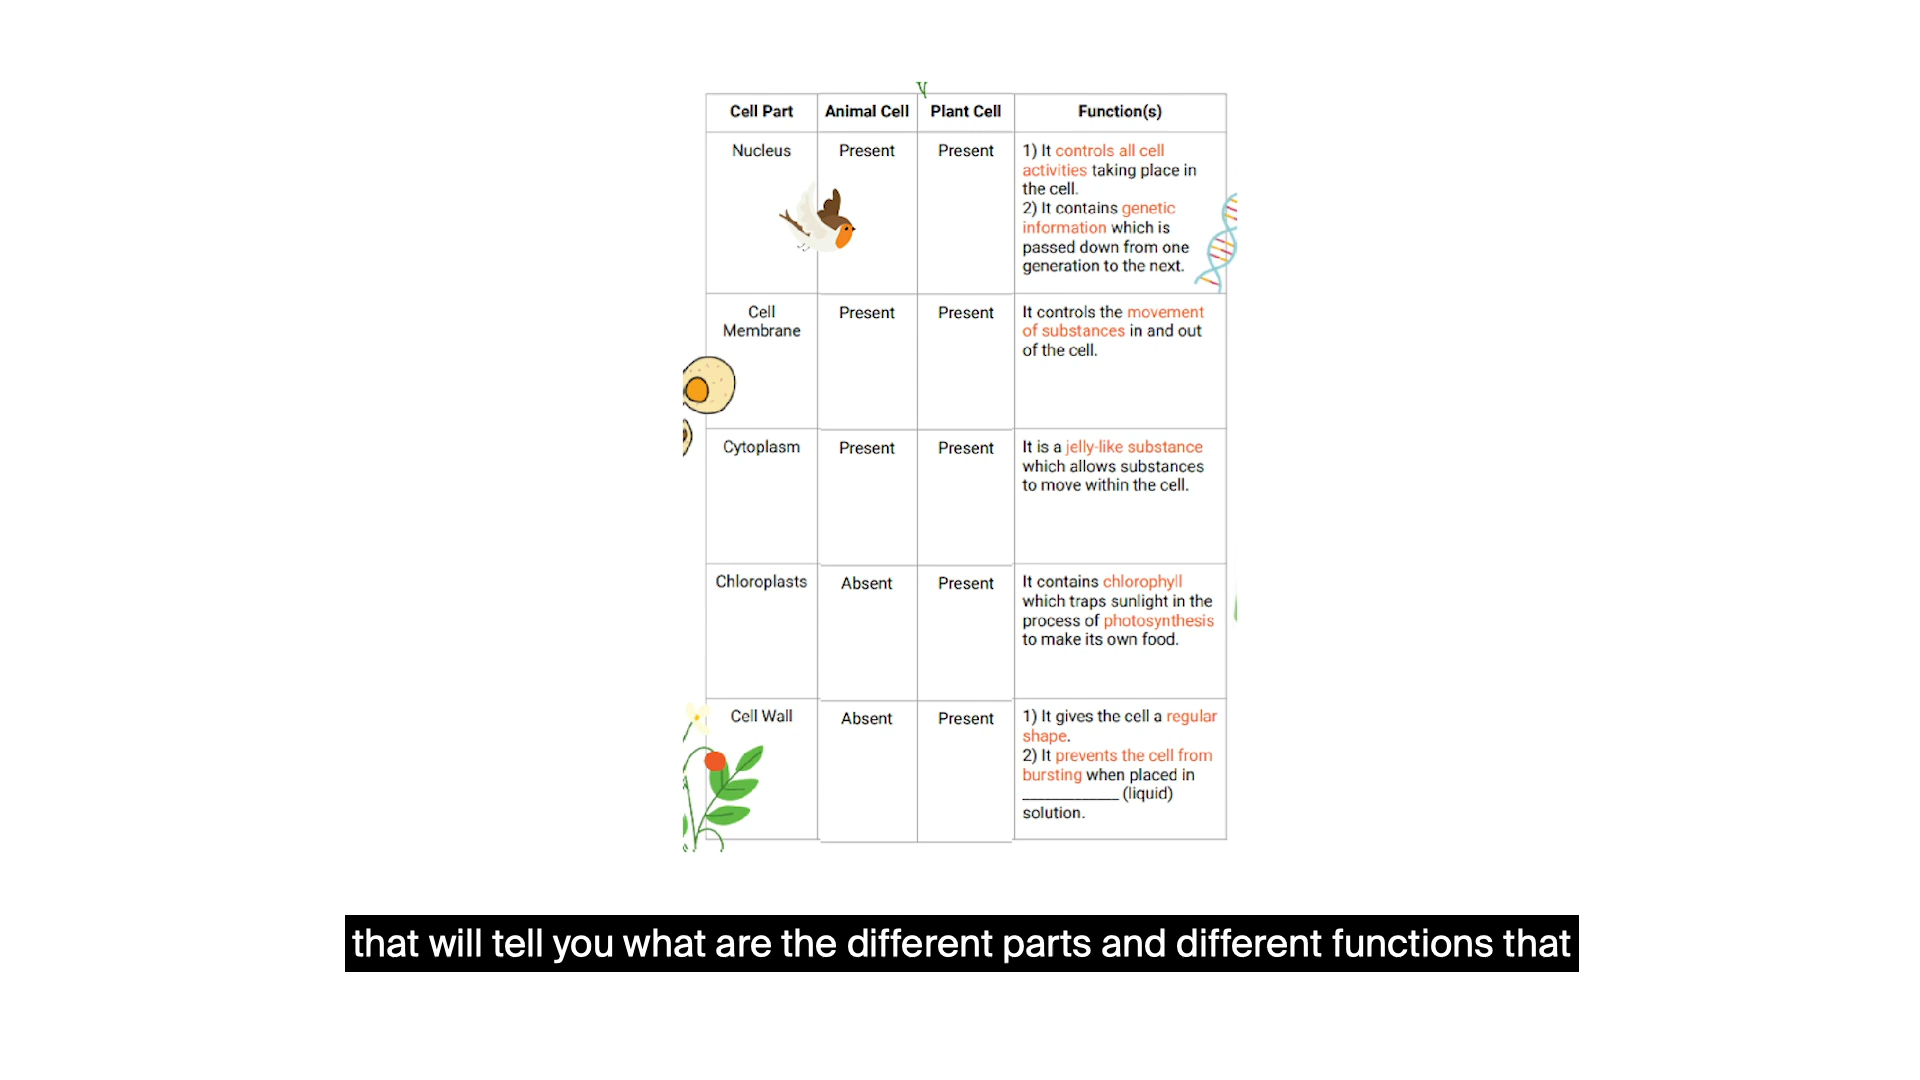 Cell Part Animal Cell Plant Cell Function(s)
Nucleus Present Present 1) It controls all cell
activities taking place in
the cell.
2) It contains genetic
information which is
passed down from one
generation to the next.
Cell Present Present It controls the movement
Membrane of substances in and out
of the cell.
Cytoplasm Present Present It is a jelly-like substance
which allows substances
to move within the cell.
Chloroplasts Absent Present It contains chlorophyll
which traps sunlight in the
process of photosynthesis
to make its own food.
Cell Wall Absent Present 1) It gives the cell a regular
shape.
2) It prevents the cell from
bursting when placed in
____________ (liquid)
solution.
that will tell you what are the different parts and different functions that